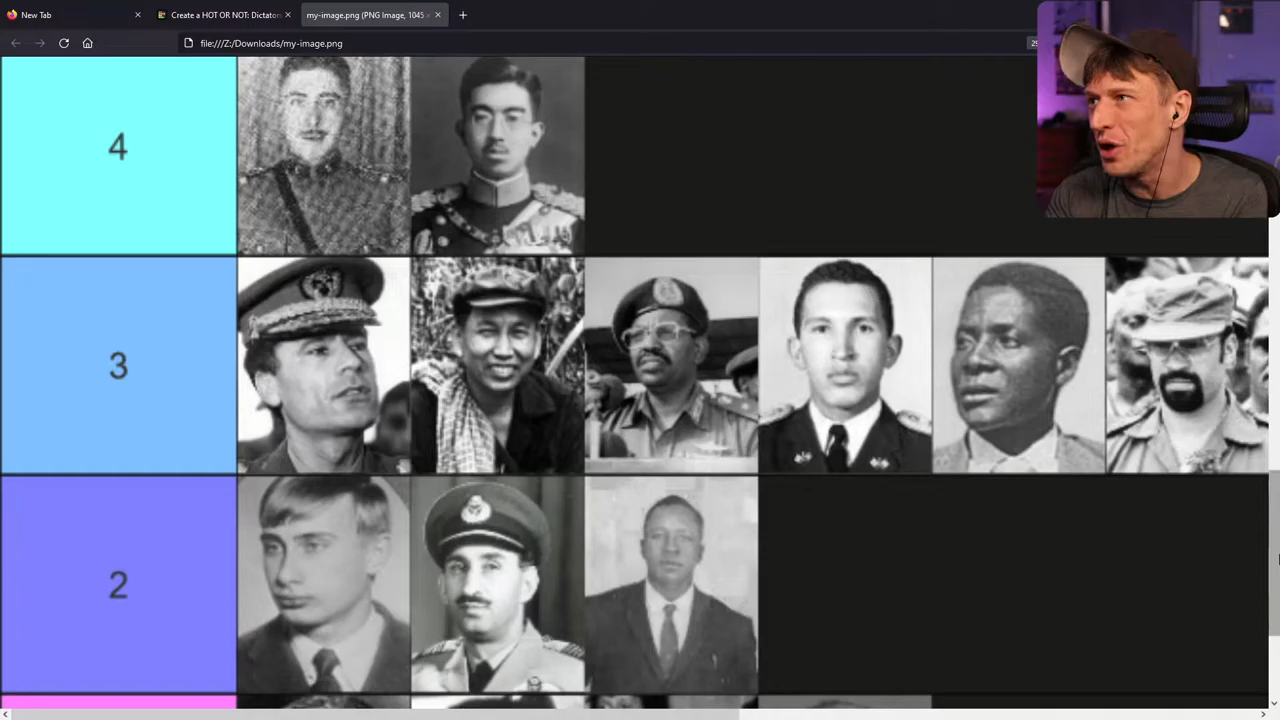 New Tab
Create a HOT OR NOT: Dictator
my-image.png (PNG Image, 1045 ×
file:///Z:/Downloads/my-image.png
4
3
2